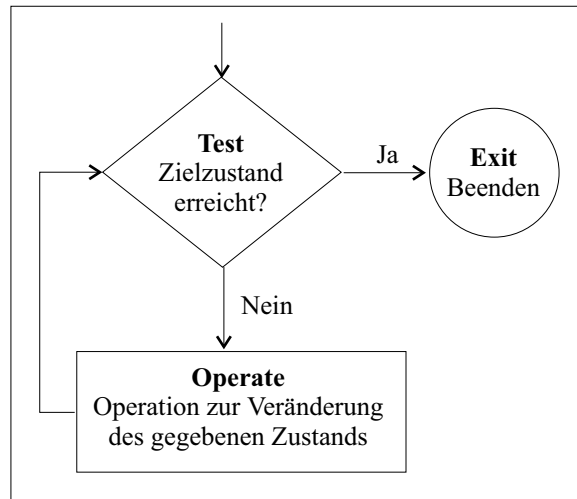 Test
Zielzustand
erreicht?
Ja
Exit
Beenden
Nein
Operate
Operation zur Veränderung
des gegebenen Zustands